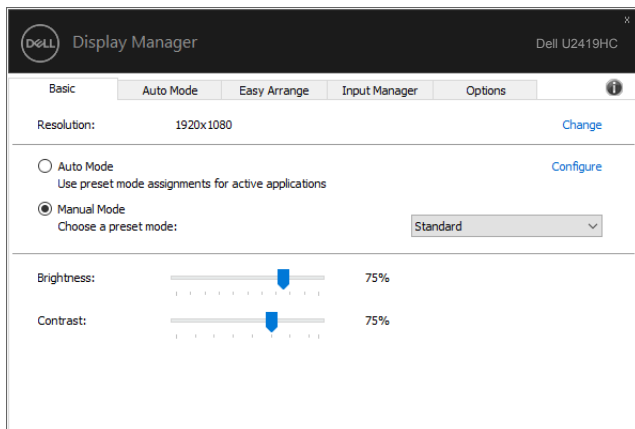 x
DELL Display Manager Dell U2419HC
Basic Auto Mode Easy Arrange Input Manager Options i
Resolution: 1920x1080 Change
Auto Mode Configure
Use preset mode assignments for active applications
Manual Mode
Choose a preset mode: Standard
Brightness: 75%
Contrast: 75%